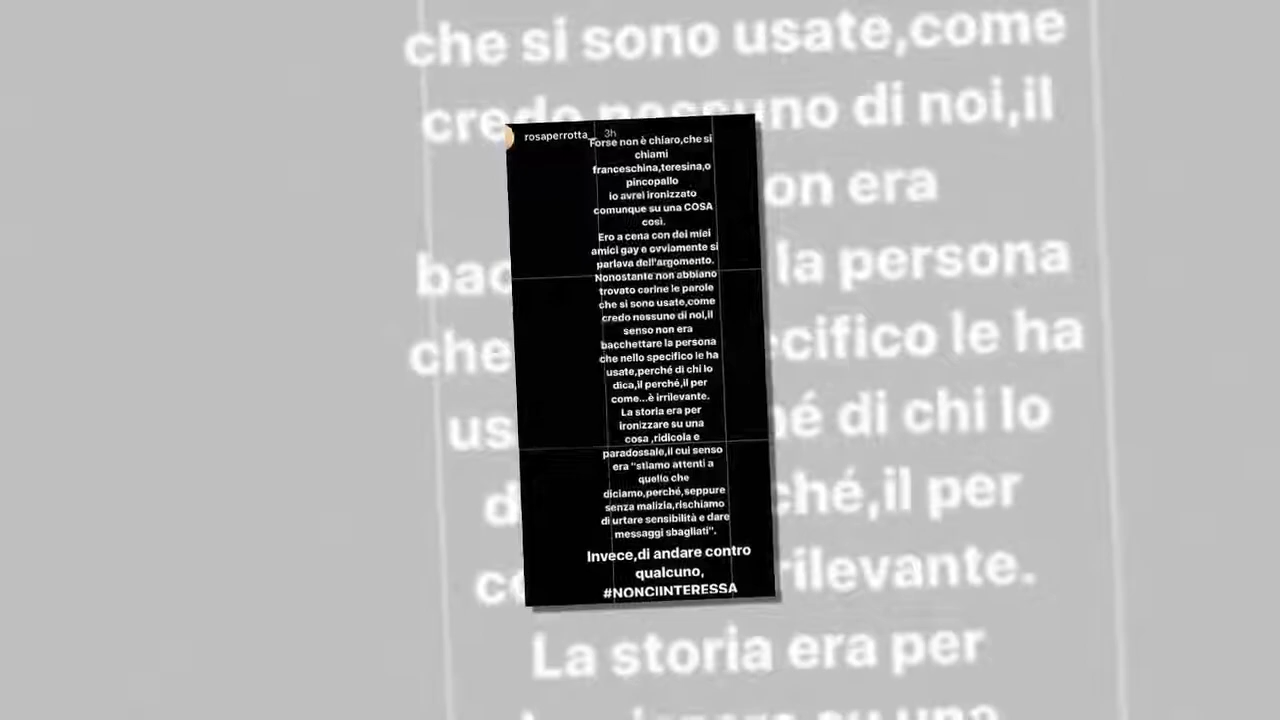 che si sono usate,come
credo nessuno di noi,il
on era
bac la persona
che cifico le ha
us é di chi lo
d ché,il per
co rilevante.
La storia era per
rosaperrotta_ 3h
Forse non è chiaro,che si
chiami
franceschina,teresina,o
pincopallo
io avrei ironizzato
comunque su una COSA
così.
Ero a cena con dei miei
amici gay e ovviamente si
parlava dell'argomento.
Nonostante non abbiano
trovato carine le parole
che si sono usate,come
credo nessuno di noi,il
senso non era
bacchettare la persona
che nello specifico le ha
usate,perché di chi lo
dica,il perché,il per
come...è irrilevante.
La storia era per
ironizzare su una
cosa ,ridicola e
paradossale,il cui senso
era "stiamo attenti a
quello che
diciamo,perché,seppure
senza malizia,rischiamo
di urtare sensibilità e dare
messaggi sbagliati".
Invece,di andare contro
qualcuno,
#NONCIINTERESSA